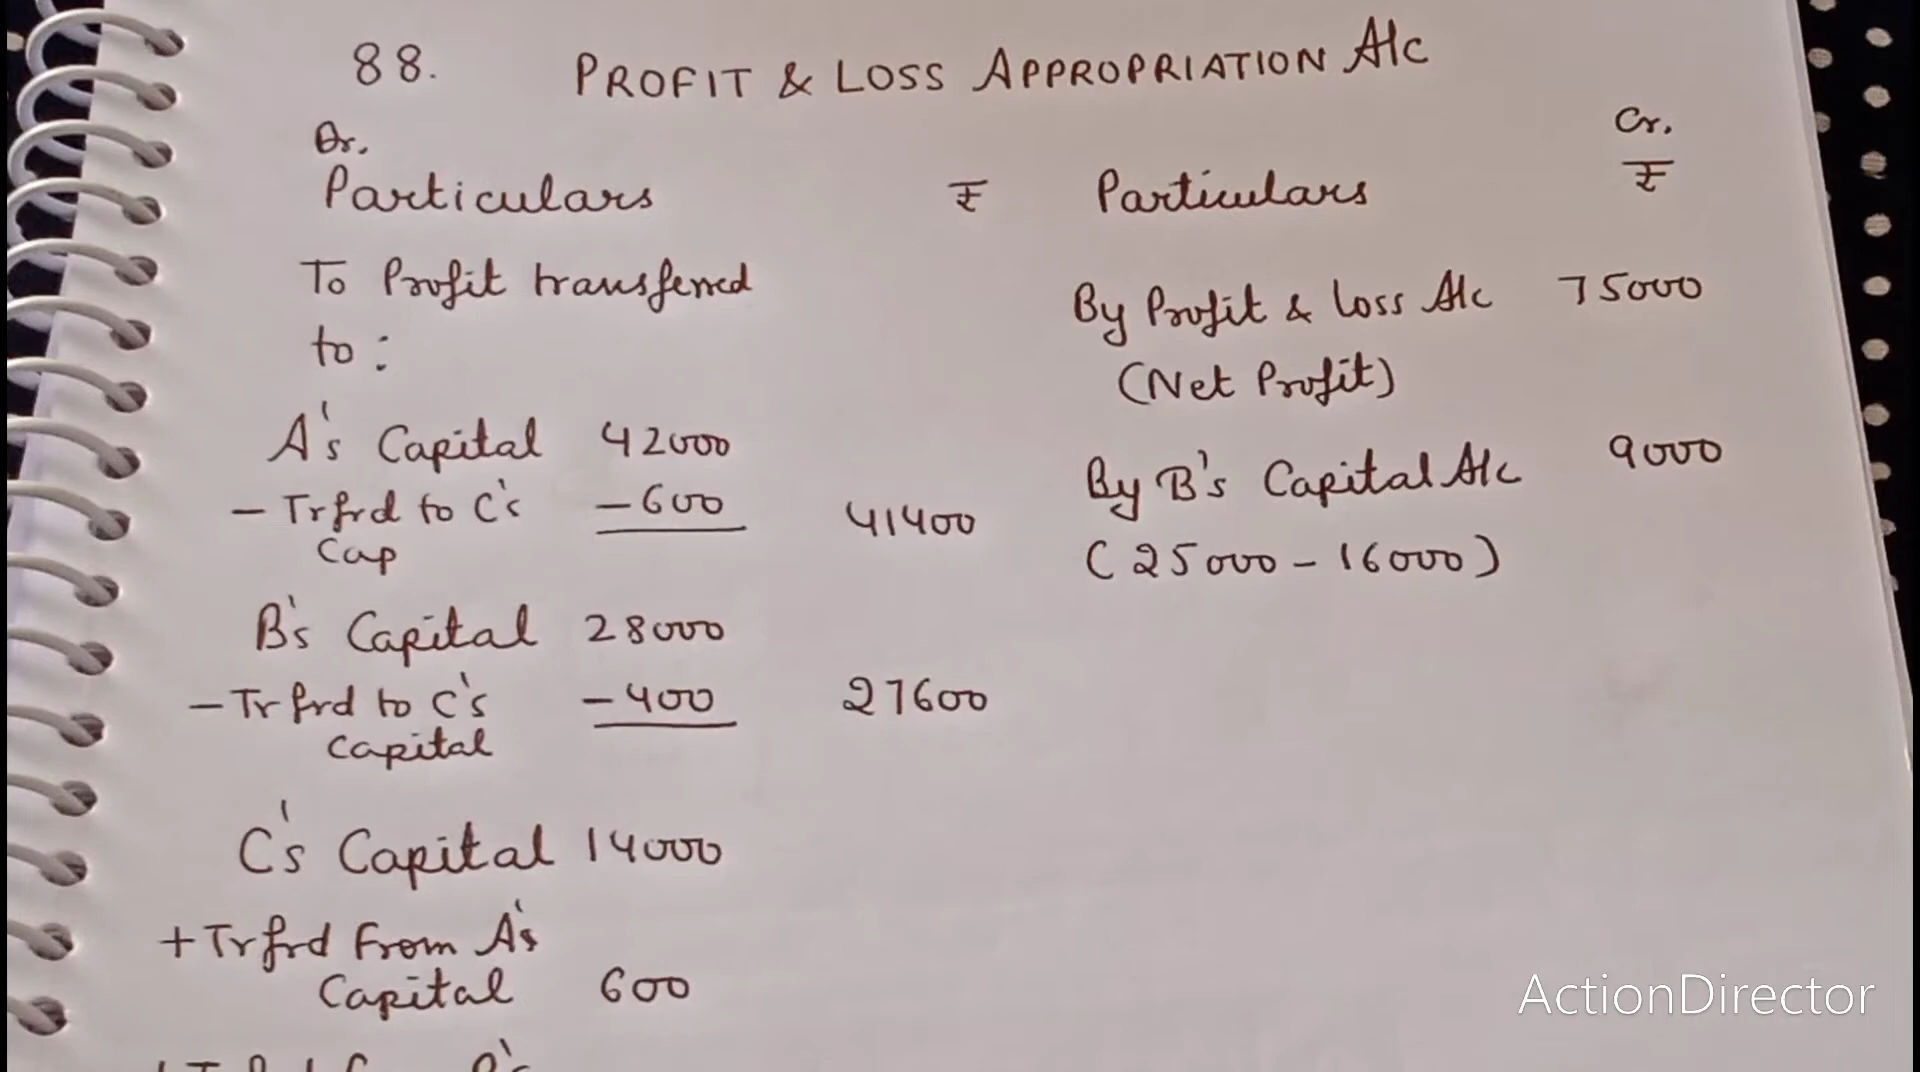 88. PROFIT & LOSS APPROPRIATION A/c
Dr. Cr.
Particulars ₹ Particulars ₹
To Profit transferred
to :
By Profit & Loss A/c 75000
(Net Profit)
A's Capital 42000
- Trfrd to C's -600 41400
Cap
By B's Capital A/c 9000
(25000 - 16000)
B's Capital 28000
- Trfrd to C's -400 27600
Capital
C's Capital 14000
+ Trfrd From A's
Capital 600
ActionDirector